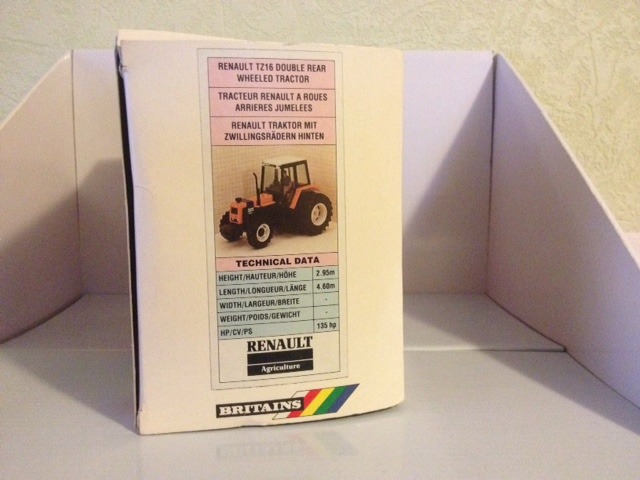 RENAULT TZ16 DOUBLE REAR
WHEELED TRACTOR
TRACTEUR RENAULT A ROUES
ARRIERES JUMELEES
RENAULT TRAKTOR MIT
ZWILLINGSRÄDERN HINTEN
TECHNICAL DATA
HEIGHT/HAUTEUR/HÖHE 2.95m
LENGTH/LONGUEUR/LÄNGE 4.60m
WIDTH/LARGEUR/BREITE -
WEIGHT/POIDS/GEWICHT -
HP/CV/PS 135 hp
RENAULT
Agriculture
BRITAINS